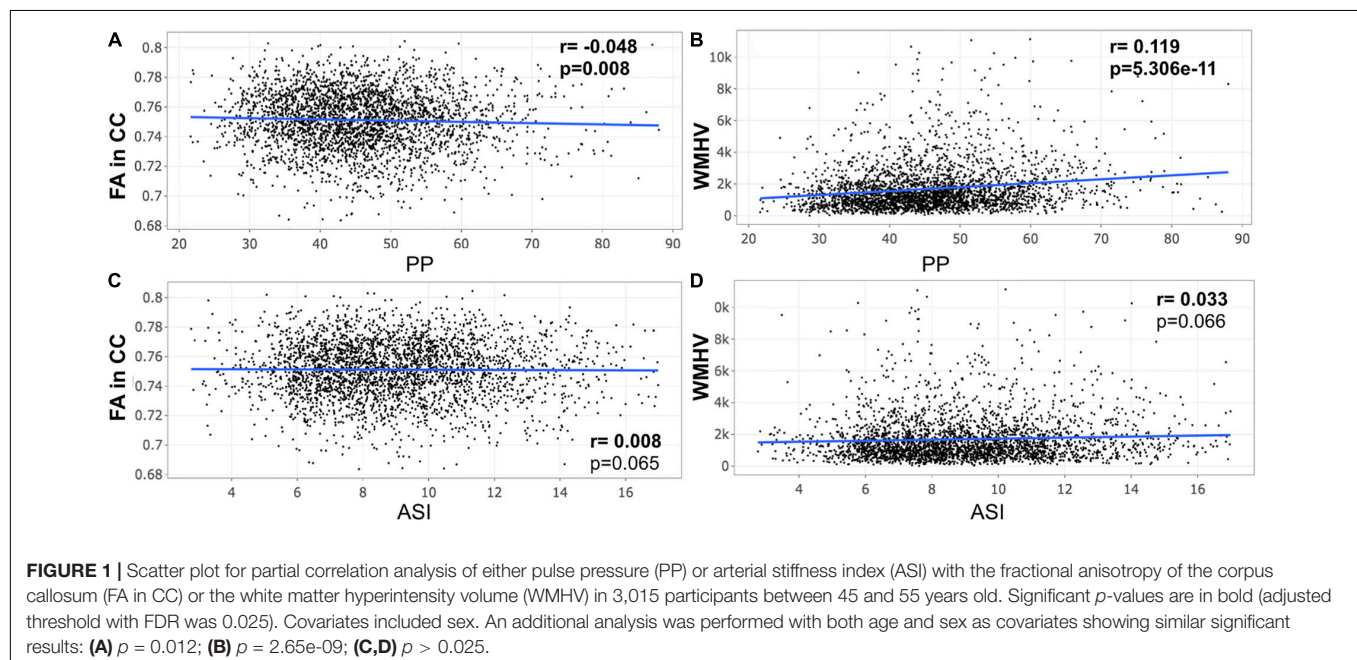 A
r= -0.048
p=0.008
FA in CC
0.8
0.78
0.76
0.74
0.72
0.7
0.68
20 30 40 50 60 70 80 90
PP
B
r= 0.119
p=5.306e-11
WMHV
10k
8k
6k
4k
2k
0
20 30 40 50 60 70 80 90
PP
C
FA in CC
0.8
0.78
0.76
0.74
0.72
0.7
0.68
r= 0.008
p=0.065
4 6 8 10 12 14 16
ASI
D
r= 0.033
p=0.066
WMHV
0k
8k
6k
4k
2k
0
4 6 8 10 12 14 16
ASI
FIGURE 1 | Scatter plot for partial correlation analysis of either pulse pressure (PP) or arterial stiffness index (ASI) with the fractional anisotropy of the corpus
callosum (FA in CC) or the white matter hyperintensity volume (WMHV) in 3,015 participants between 45 and 55 years old. Significant p-values are in bold (adjusted
threshold with FDR was 0.025). Covariates included sex. An additional analysis was performed with both age and sex as covariates showing similar significant
results: (A) p = 0.012; (B) p = 2.65e-09; (C,D) p > 0.025.